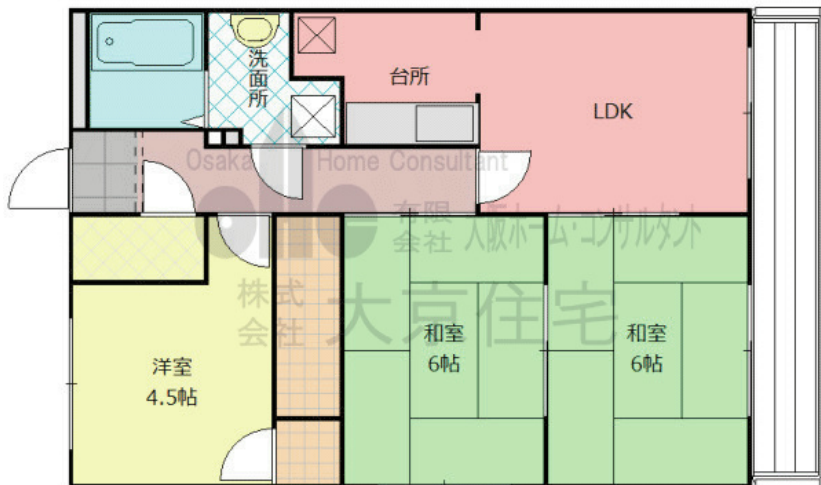 洗面所
台所
LDK
Osaka Home Consultant
olle
有限会社 大阪ホーム・コンサルタント
株式会社 大京住宅
和室
6帖
和室
6帖
洋室
4.5帖